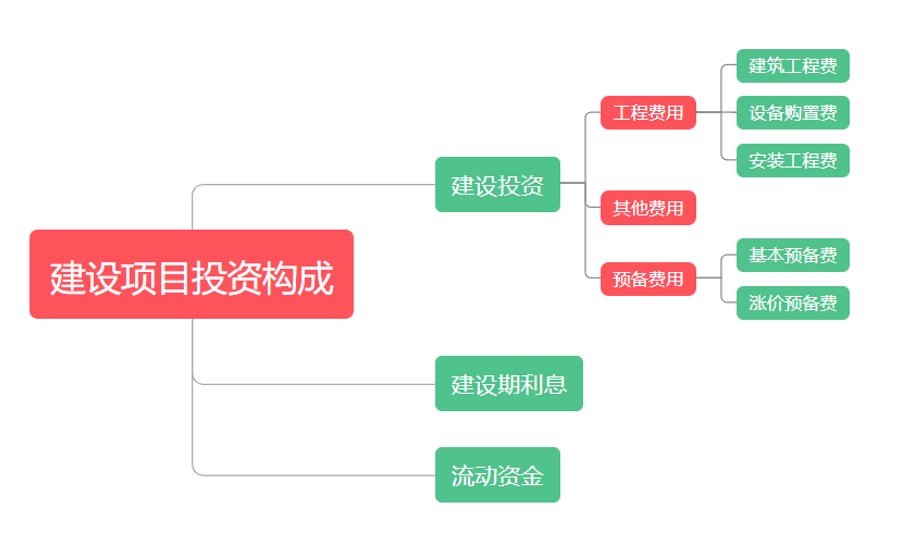 建设项目投资构成
建设投资
工程费用
建筑工程费
设备购置费
安装工程费
其他费用
预备费用
基本预备费
涨价预备费
建设期利息
流动资金